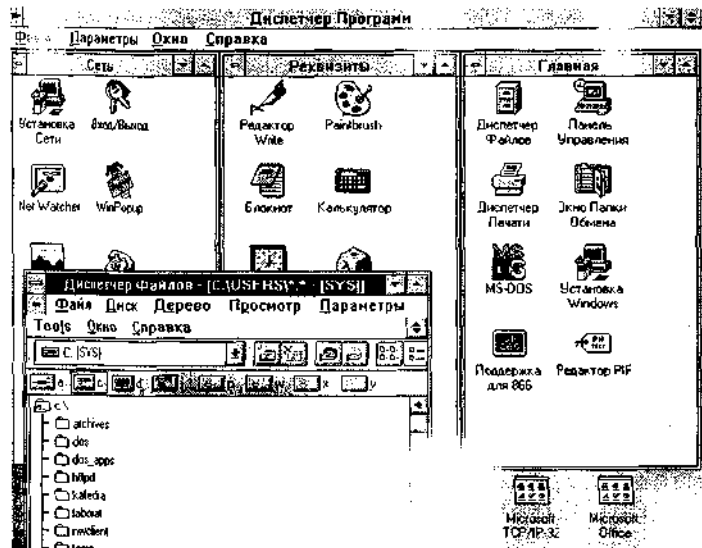 Диспетчер Программ
Параметры Окно Справка
Сеть
Установка
Сети
Вход/Выход
Net Watcher
WinPopup
Реквизиты
Редактор
Write
Paintbrush
Блокнот
Калькулятор
Главная
Диспетчер
Файлов
Панель
Управления
Диспетчер
Печати
Окно Папки
Обмена
MS-DOS
Установка
Windows
Поддержка
для 866
Редактор PIF
Диспетчер Файлов - [C:\USERS\*.* - [SYS]]
Файл Диск Дерево Просмотр Параметры
Tools Окно Справка
C: [SYS]
a c d
x y
c:\
archives
dos
dos_apps
httpd
kafedra
laborat
nwclient
Microsoft
TCP/IP-32
Microsoft
Office